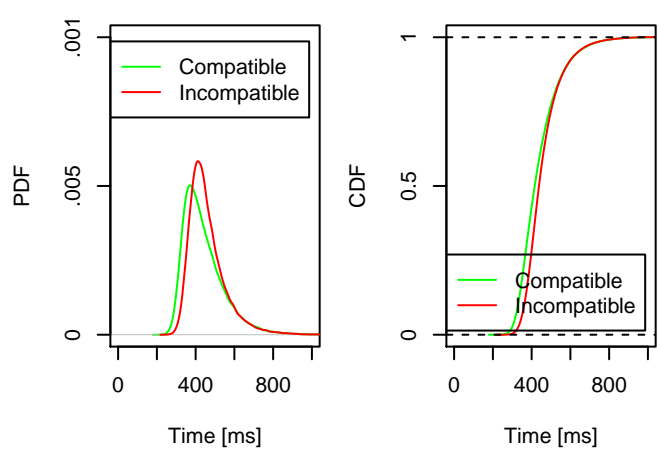 PDF
.001
.005
0
Compatible
Incompatible
0
400
800
Time [ms]
CDF
1
0.5
0
Compatible
Incompatible
0
400
800
Time [ms]